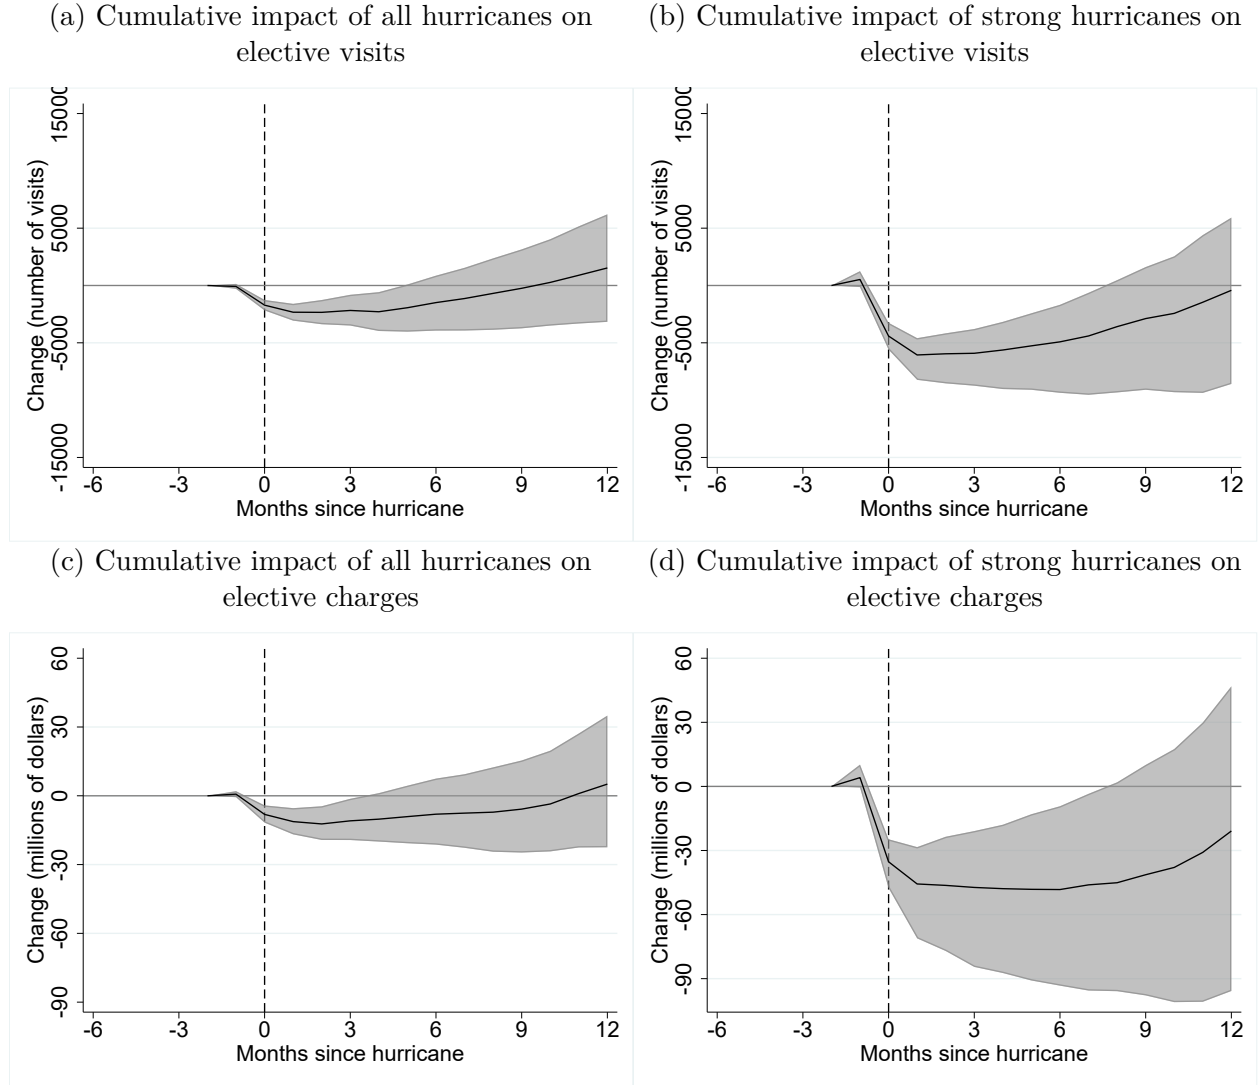 (a) Cumulative impact of all hurricanes on
elective visits
Change (number of visits)
15000
5000
-5000
-15000
-6 -3 0 3 6 9 12
Months since hurricane
(b) Cumulative impact of strong hurricanes on
elective visits
Change (number of visits)
15000
5000
-5000
-15000
-6 -3 0 3 6 9 12
Months since hurricane
(c) Cumulative impact of all hurricanes on
elective charges
Change (millions of dollars)
60
30
0
-30
-60
-90
-6 -3 0 3 6 9 12
Months since hurricane
(d) Cumulative impact of strong hurricanes on
elective charges
Change (millions of dollars)
60
30
0
-30
-60
-90
-6 -3 0 3 6 9 12
Months since hurricane